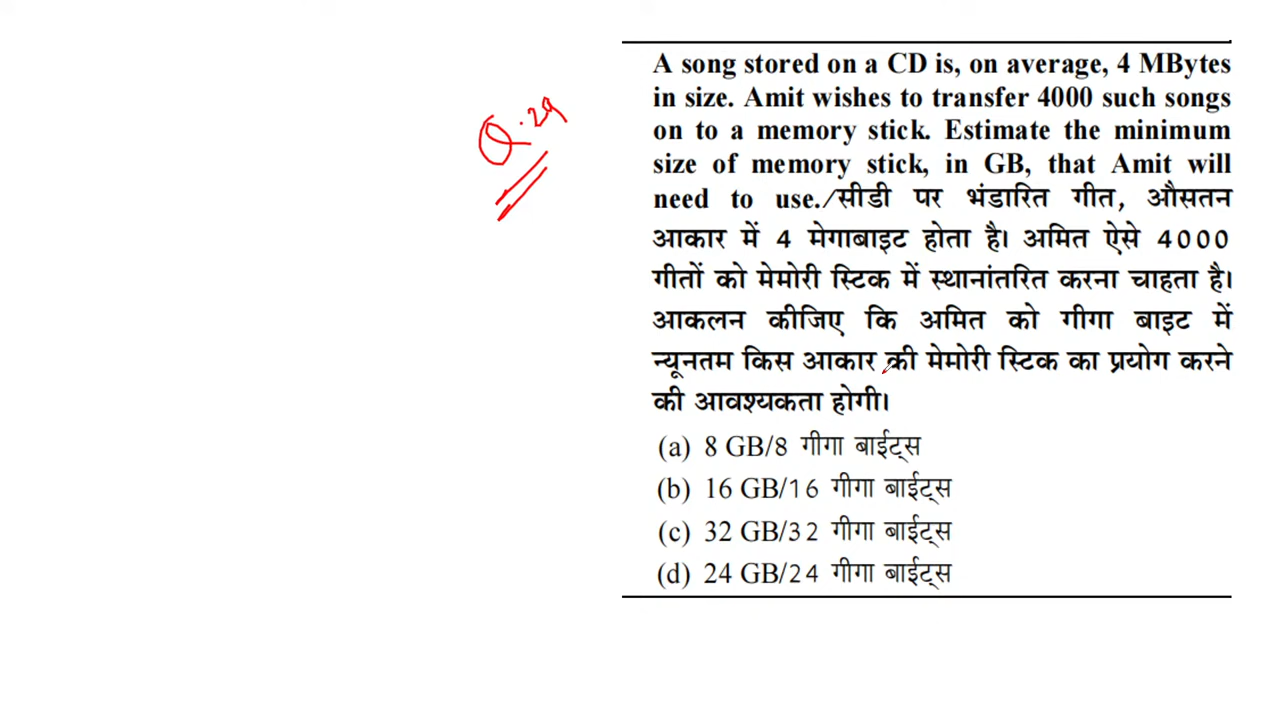 Q.29
A song stored on a CD is, on average, 4 MBytes
in size. Amit wishes to transfer 4000 such songs
on to a memory stick. Estimate the minimum
size of memory stick, in GB, that Amit will
need to use./सीडी पर भंडारित गीत, औसतन
आकार में 4 मेगाबाइट होता है। अमित ऐसे 4000
गीतों को मेमोरी स्टिक में स्थानांतरित करना चाहता है।
आकलन कीजिए कि अमित को गीगा बाइट में
न्यूनतम किस आकार की मेमोरी स्टिक का प्रयोग करने
की आवश्यकता होगी।
(a) 8 GB/8 गीगा बाईट्स
(b) 16 GB/16 गीगा बाईट्स
(c) 32 GB/32 गीगा बाईट्स
(d) 24 GB/24 गीगा बाईट्स